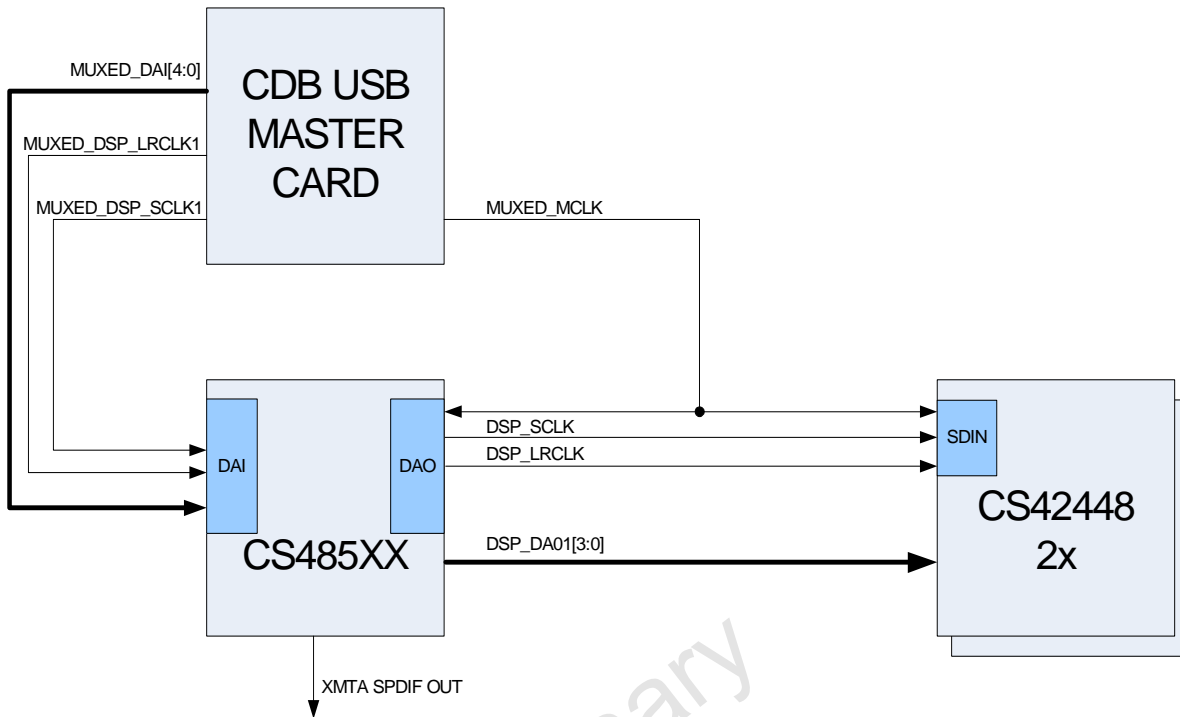 MUXED_DAI[4:0]
CDB USB
MASTER
CARD
MUXED_DSP_LRCLK1
MUXED_DSP_SCLK1
MUXED_MCLK
DSP_SCLK
DSP_LRCLK
DAI
DAO
SDIN
CS485XX
DSP_DA01[3:0]
CS42448
2x
XMTA SPDIF OUT